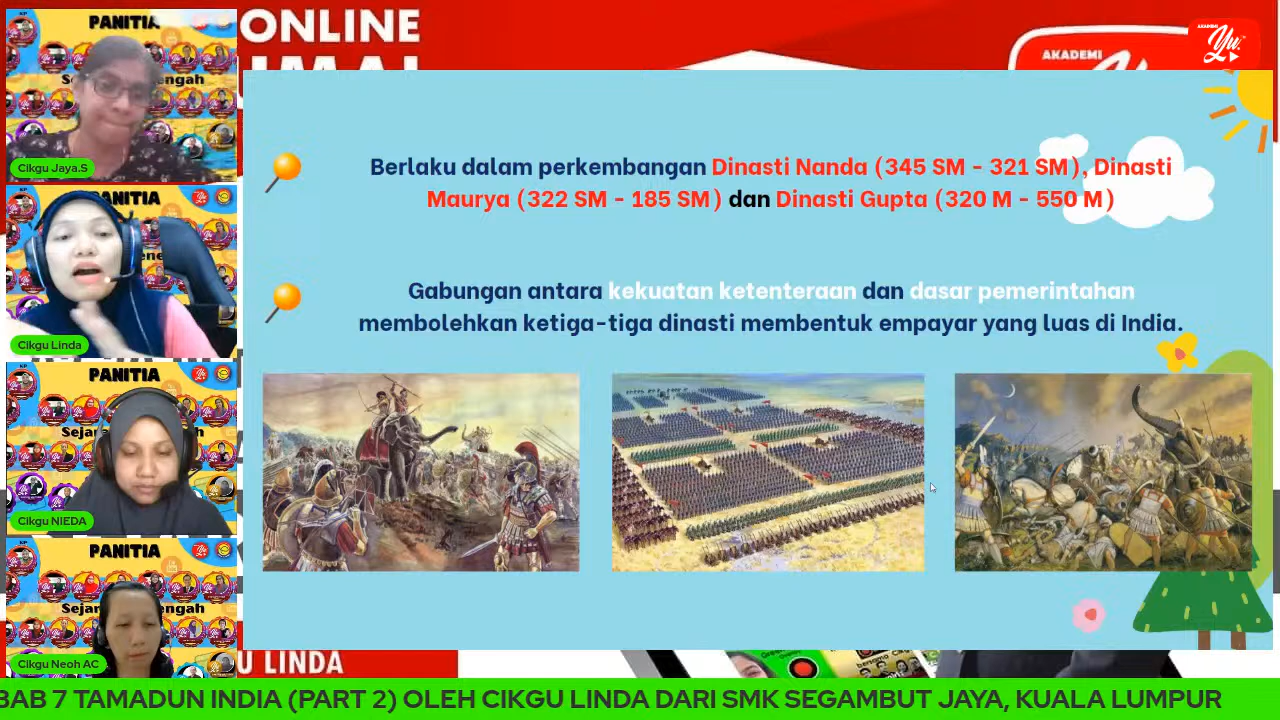 ONLINE
AKADEMI
AKADEMI
Yu
PANITIA
Cikgu Jaya.S
PANITIA
Cikgu Linda
PANITIA
Cikgu NIEDA
PANITIA
Cikgu Neoh AC
Berlaku dalam perkembangan Dinasti Nanda (345 SM - 321 SM), Dinasti
Maurya (322 SM - 185 SM) dan Dinasti Gupta (320 M - 550 M)
Gabungan antara kekuatan ketenteraan dan dasar pemerintahan
membolehkan ketiga-tiga dinasti membentuk empayar yang luas di India.
U LINDA
BAB 7 TAMADUN INDIA (PART 2) OLEH CIKGU LINDA DARI SMK SEGAMBUT JAYA, KUALA LUMPUR